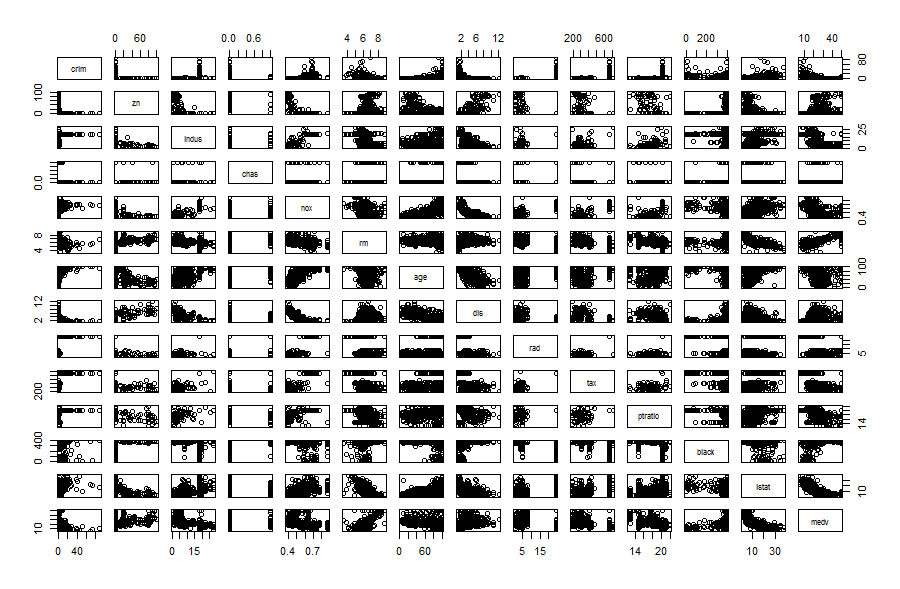 0 60 0.0 0.6 4 6 8 2 6 12 200 600 0 200 10 40
crim 0 80
0 100 zn
indus 0 25
0.0 chas
nox 0.4
4 8 rm
age 0 100
2 12 dis
rad 5
200 tax
ptratio 14
0 400 black
lstat 10
10 medv
0 40 0 15 0.4 0.7 0 60 5 15 14 20 10 30